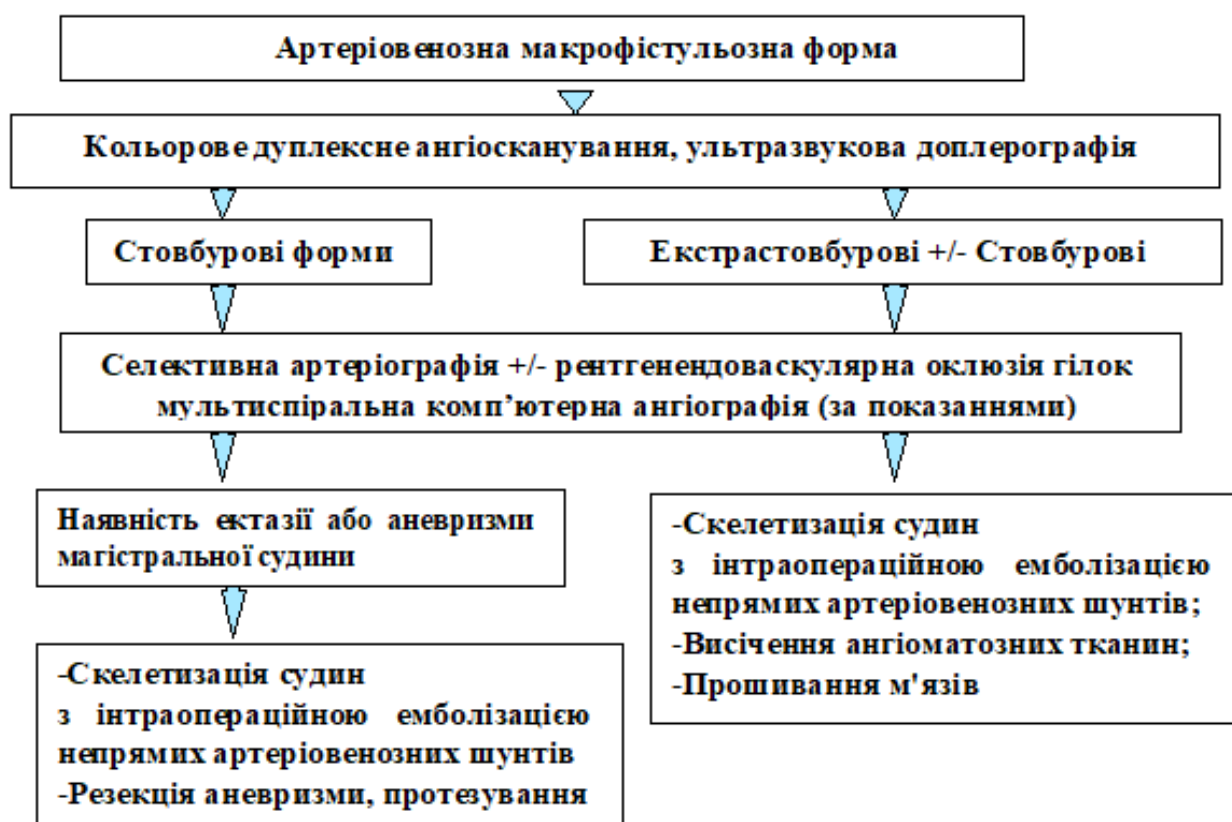 Артеріовенозна макрофістульозна форма
Кольорове дуплексне ангіосканування, ультразвукова доплерографія
Стовбурові форми
Екстрастовбурові +/- Стовбурові
Селективна артеріографія +/- рентгенендоваскулярна оклюзія гілок
мультиспіральна комп’ютерна ангіографія (за показаннями)
Наявність ектазії або аневризми
магістральної судини
-Скелетизація судин
з інтраопераційною емболізацією
непрямих артеріовенозних шунтів;
-Висічення ангіоматозних тканин;
-Прошивання м'язів
-Скелетизація судин
з інтраопераційною емболізацією
непрямих артеріовенозних шунтів
-Резекція аневризми, протезування